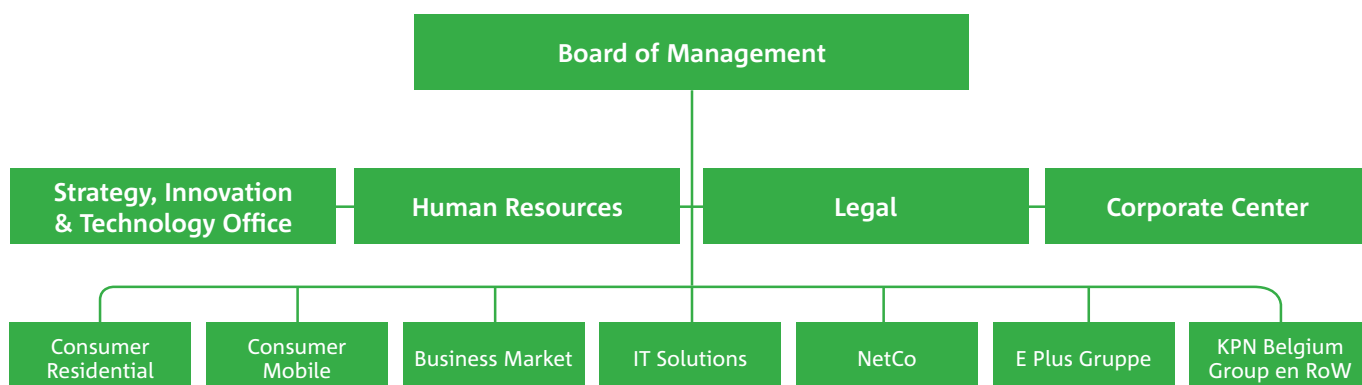 Board of Management
Strategy, Innovation
& Technology Office
Human Resources
Legal
Corporate Center
Consumer
Residential
Consumer
Mobile
Business Market
IT Solutions
NetCo
E Plus Gruppe
KPN Belgium
Group en RoW